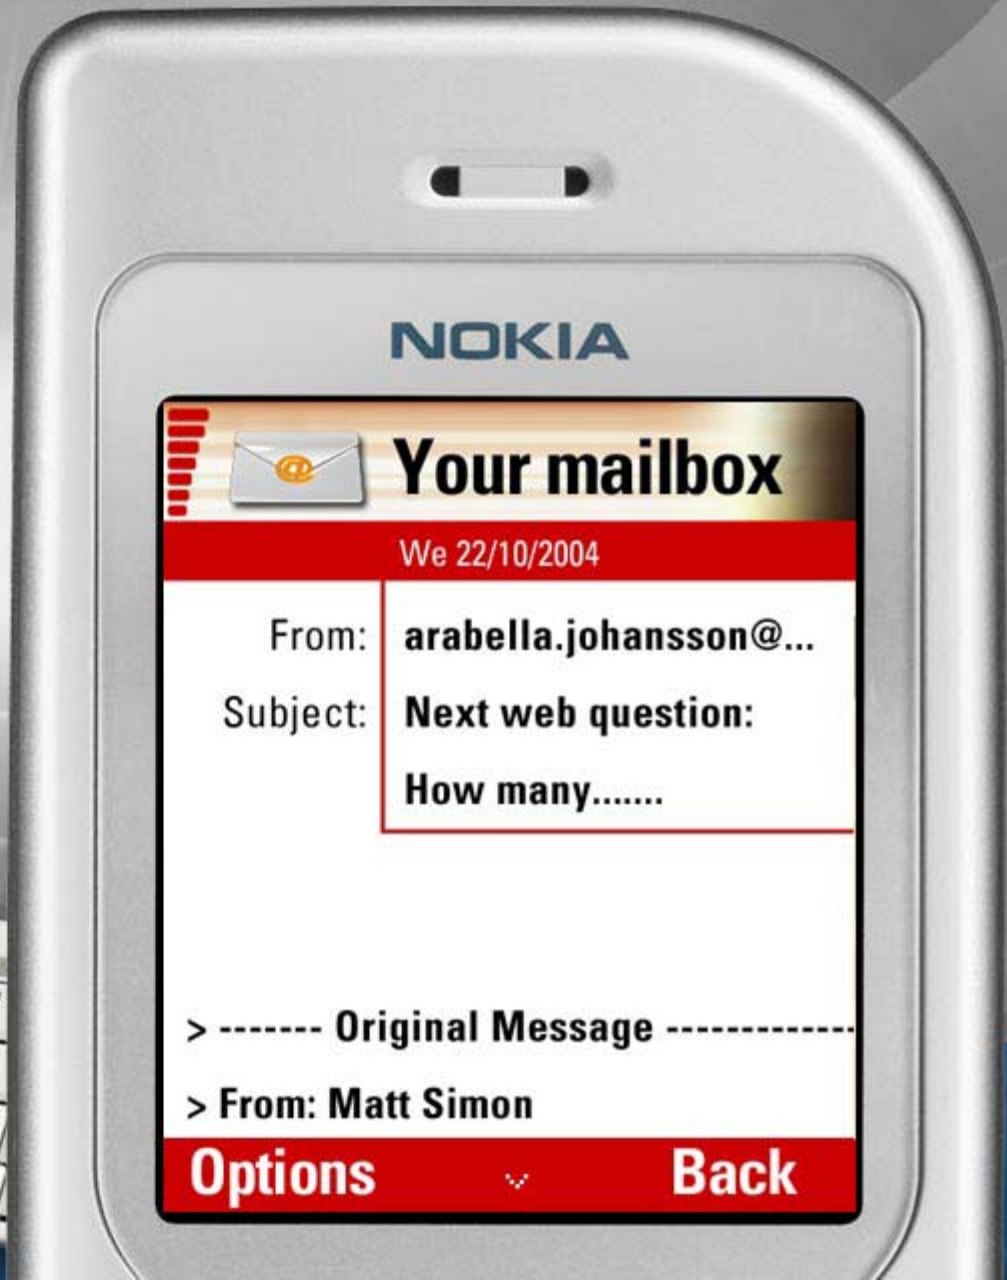 NOKIA
@
Your mailbox
We 22/10/2004
From: arabella.johansson@...
Subject: Next web question:
How many.......
> ------- Original Message -------------
> From: Matt Simon
Options Back